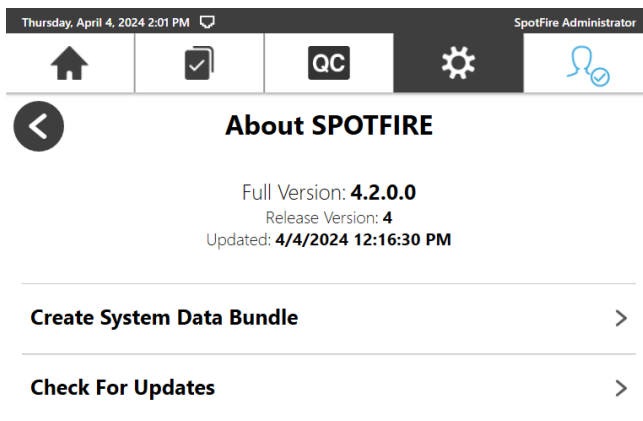 Thursday, April 4, 2024 2:01 PM
SpotFire Administrator
QC
About SPOTFIRE
Full Version: 4.2.0.0
Release Version: 4
Updated: 4/4/2024 12:16:30 PM
Create System Data Bundle
Check For Updates